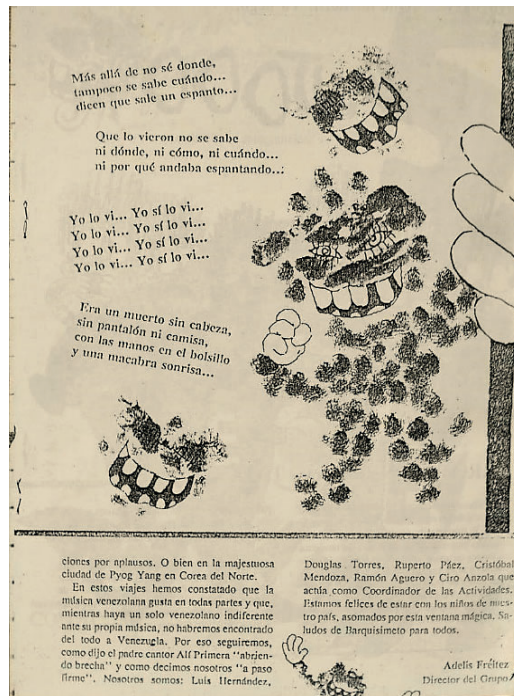 Más allá de no sé donde,
tampoco se sabe cuándo...
dicen que sale un espanto...
Que lo vieron no se sabe
ni dónde, ni cómo, ni cuándo...
ni por qué andaba espantando...
Yo lo vi... Yo sí lo vi...
Yo lo vi... Yo sí lo vi...
Yo lo vi... Yo sí lo vi...
Yo lo vi... Yo sí lo vi...
Era un muerto sin cabeza,
sin pantalón ni camisa,
con las manos en el bolsillo
y una macabra sonrisa...
ciones por aplausos. O bien en la majestuosa
ciudad de Pyog Yang en Corea del Norte.
En estos viajes hemos constatado que la
música venezolana gusta en todas partes y que,
mientras haya un solo venezolano indiferente
ante su propia música, no habremos encontrado
del todo a Venezuela. Por eso seguiremos,
como dijo el padre cantor Alí Primera "abrien-
do brecha" y como decimos nosotros "a paso
firme". Nosotros somos: Luis Hernández,
Douglas Torres, Ruperto Páez, Cristóbal
Mendoza, Ramón Aguero y Ciro Anzola que
actúa como Coordinador de las Actividades.
Estamos felices de estar con los niños de nues-
tro país, asomados por esta ventana mágica. Sa-
ludos de Barquisimeto para todos.
Adelis Fréitez
Director del Grupo